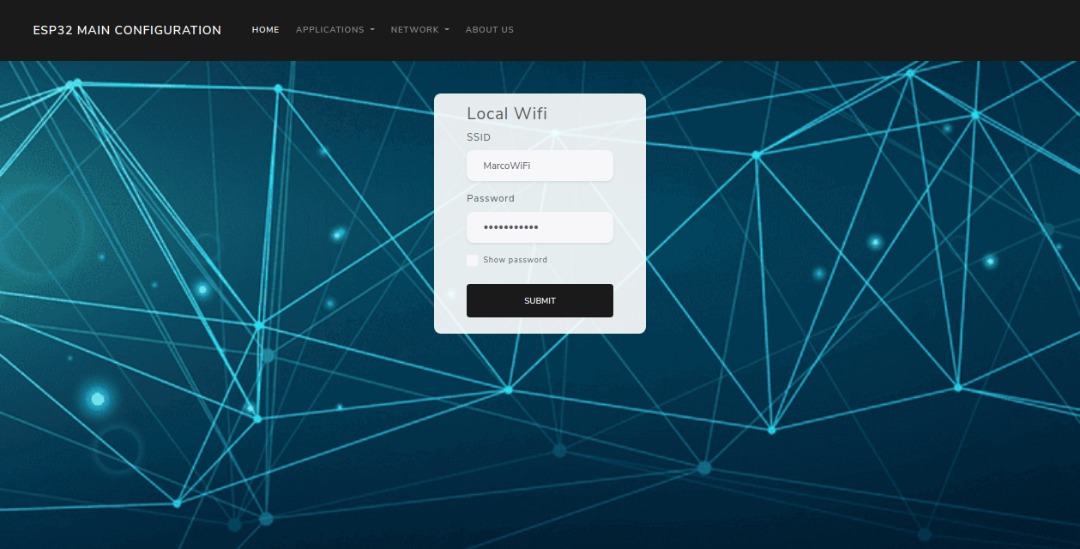 ESP32 MAIN CONFIGURATION HOME APPLICATIONS NETWORK ABOUT US
Local Wifi
SSID
MarcoWiFi
Password
•••••••••••
Show password
SUBMIT